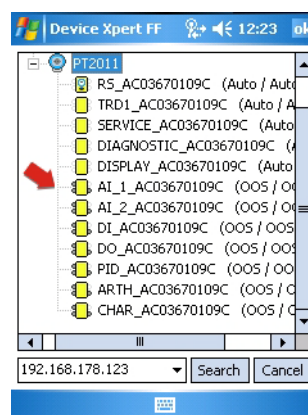 Device Xpert FF 12:23 ok
PT2011
RS_AC03670109C (Auto / Auto
TRD1_AC03670109C (Auto / A
SERVICE_AC03670109C (Auto
DIAGNOSTIC_AC03670109C (
DISPLAY_AC03670109C (Auto
AI_1_AC03670109C (OOS / OO
AI_2_AC03670109C (OOS / OO
DI_AC03670109C (OOS / OOS
DO_AC03670109C (OOS / OOS
PID_AC03670109C (OOS / OOS
ARTH_AC03670109C (OOS / O
CHAR_AC03670109C (OOS / O
192.168.178.123 Search Cancel